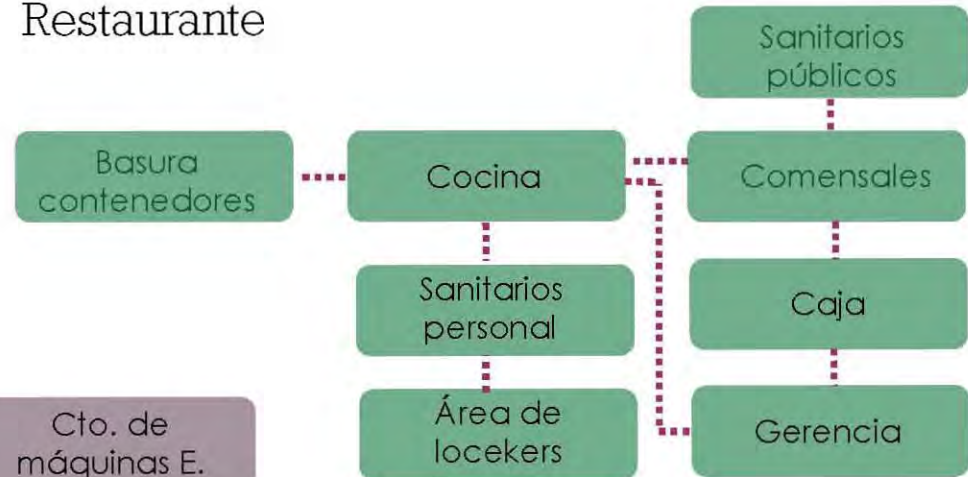 Restaurante
Sanitarios
públicos
Basura
contenedores
Cocina
Comensales
Sanitarios
personal
Caja
Área de
locekers
Gerencia
Cto. de
máquinas E.